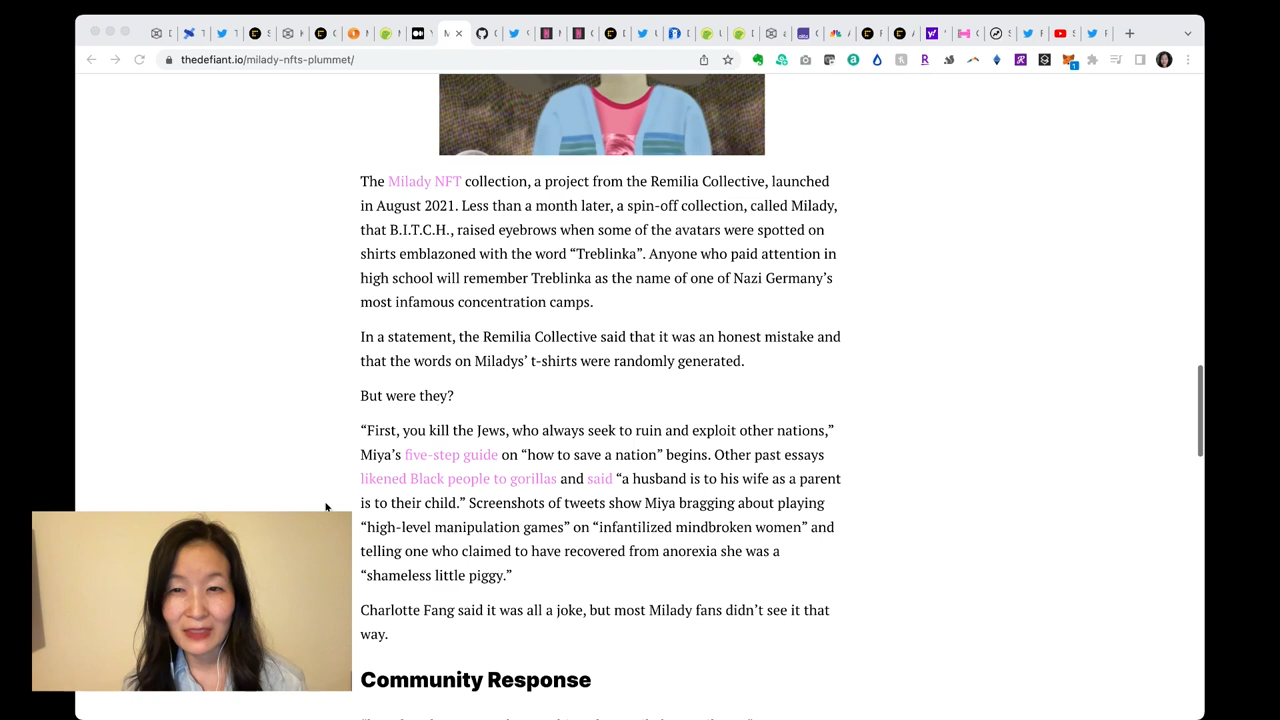 thedefiant.io/milady-nfts-plummet/
The Milady NFT collection, a project from the Remilia Collective, launched
in August 2021. Less than a month later, a spin-off collection, called Milady,
that B.I.T.C.H., raised eyebrows when some of the avatars were spotted on
shirts emblazoned with the word “Treblinka”. Anyone who paid attention in
high school will remember Treblinka as the name of one of Nazi Germany’s
most infamous concentration camps.
In a statement, the Remilia Collective said that it was an honest mistake and
that the words on Miladys’ t-shirts were randomly generated.
But were they?
“First, you kill the Jews, who always seek to ruin and exploit other nations,”
Miya’s five-step guide on “how to save a nation” begins. Other past essays
likened Black people to gorillas and said “a husband is to his wife as a parent
is to their child.” Screenshots of tweets show Miya bragging about playing
“high-level manipulation games” on “infantilized mindbroken women” and
telling one who claimed to have recovered from anorexia she was a
“shameless little piggy.”
Charlotte Fang said it was all a joke, but most Milady fans didn’t see it that
way.
Community Response